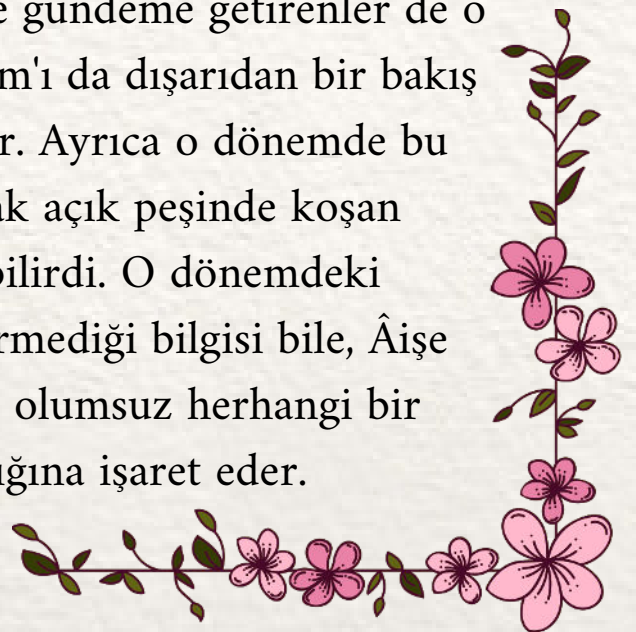 gündeme getirenler de o
m'ı da dışarıdan bir bakış
r. Ayrıca o dönemde bu
ak açık peşinde koşan
bilirdi. O dönemdeki
rmediği bilgisi bile, Âişe
olumsuz herhangi bir
ığına işaret eder.